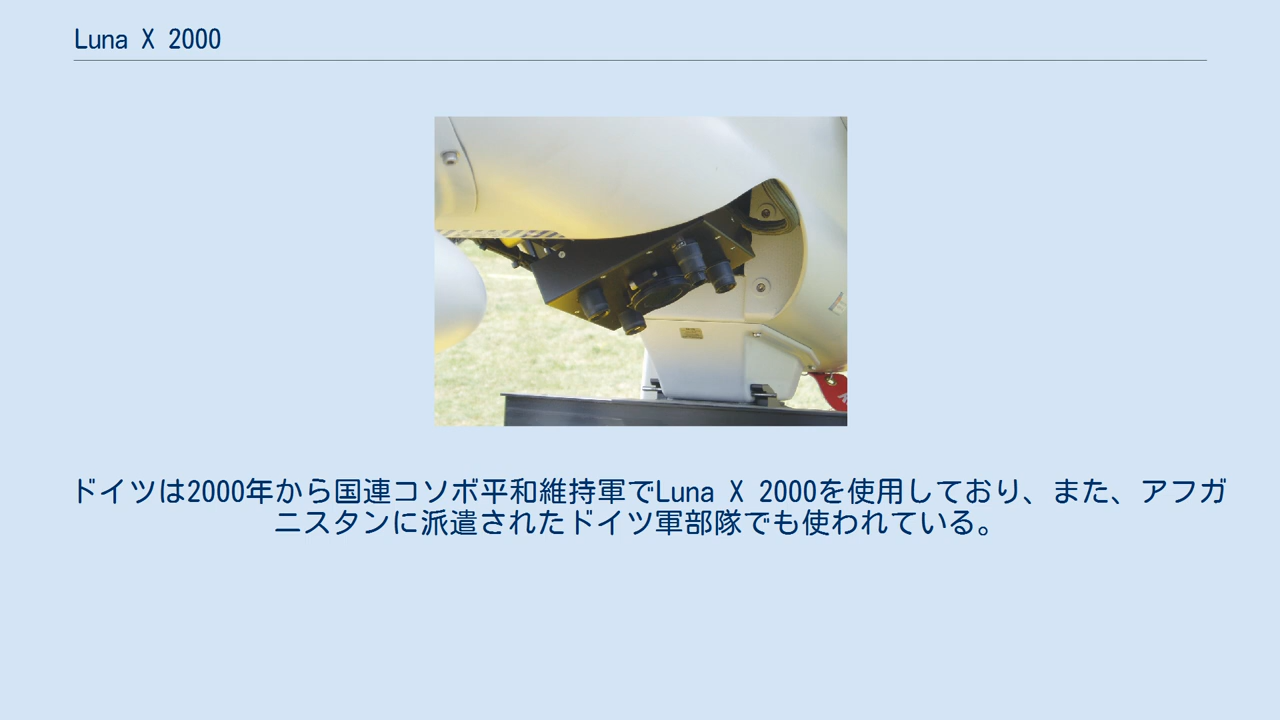 Luna X 2000
ドイツは2000年から国連コソボ平和維持軍でLuna X 2000を使用しており、また、アフガ
ニスタンに派遣されたドイツ軍部隊でも使われている。